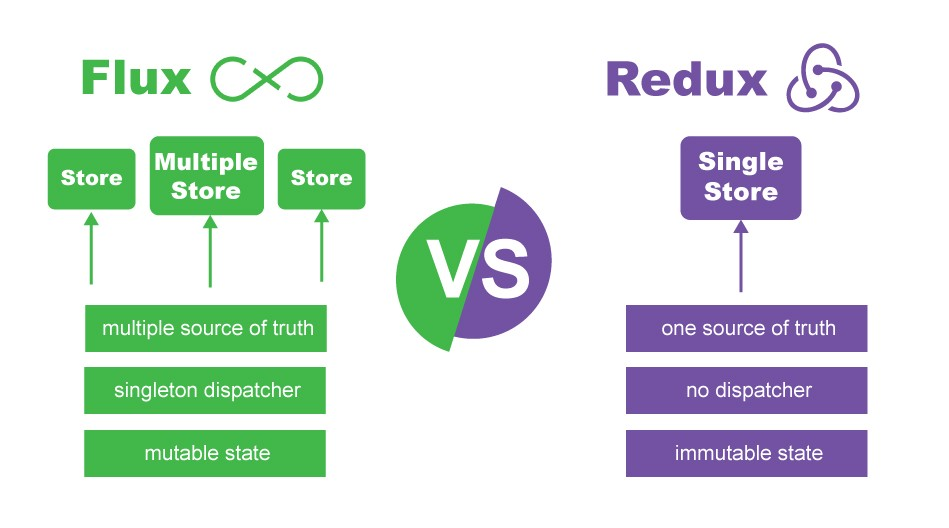 Flux
Store
Multiple
Store
Store
multiple source of truth
singleton dispatcher
mutable state
VS
Redux
Single
Store
one source of truth
no dispatcher
immutable state